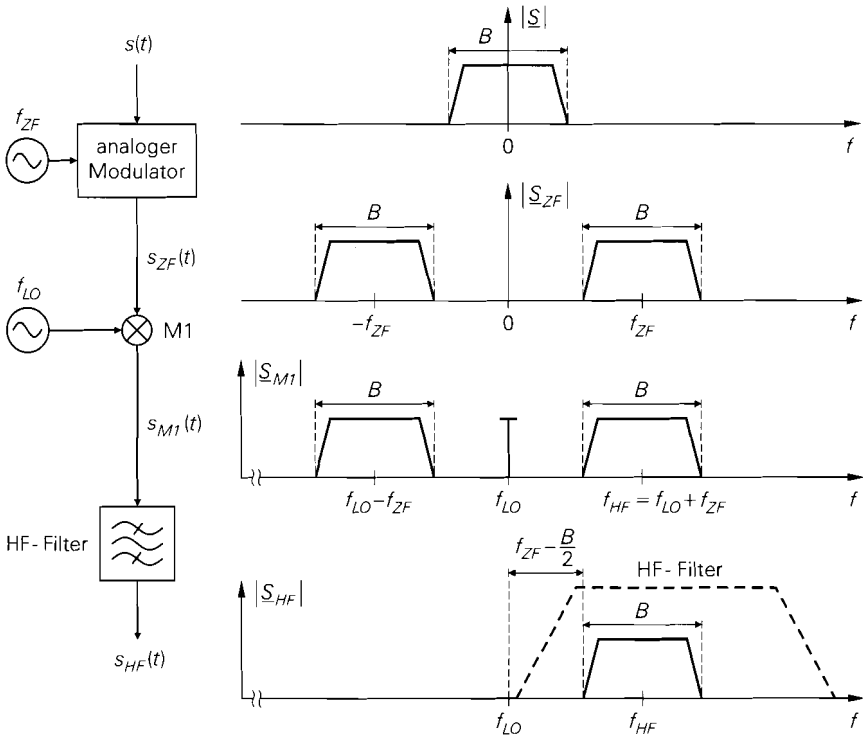 s(t)
f_ZF
analoger
Modulator
s_ZF(t)
f_LO
M1
s_M1(t)
HF-Filter
s_HF(t)
|S|
B
0
f
|S_ZF|
B
B
-f_ZF
0
f_ZF
f
|S_M1|
B
B
f_LO-f_ZF
f_LO
f_HF = f_LO + f_ZF
f
f_ZF - B/2
HF-Filter
|S_HF|
B
f_LO
f_HF
f